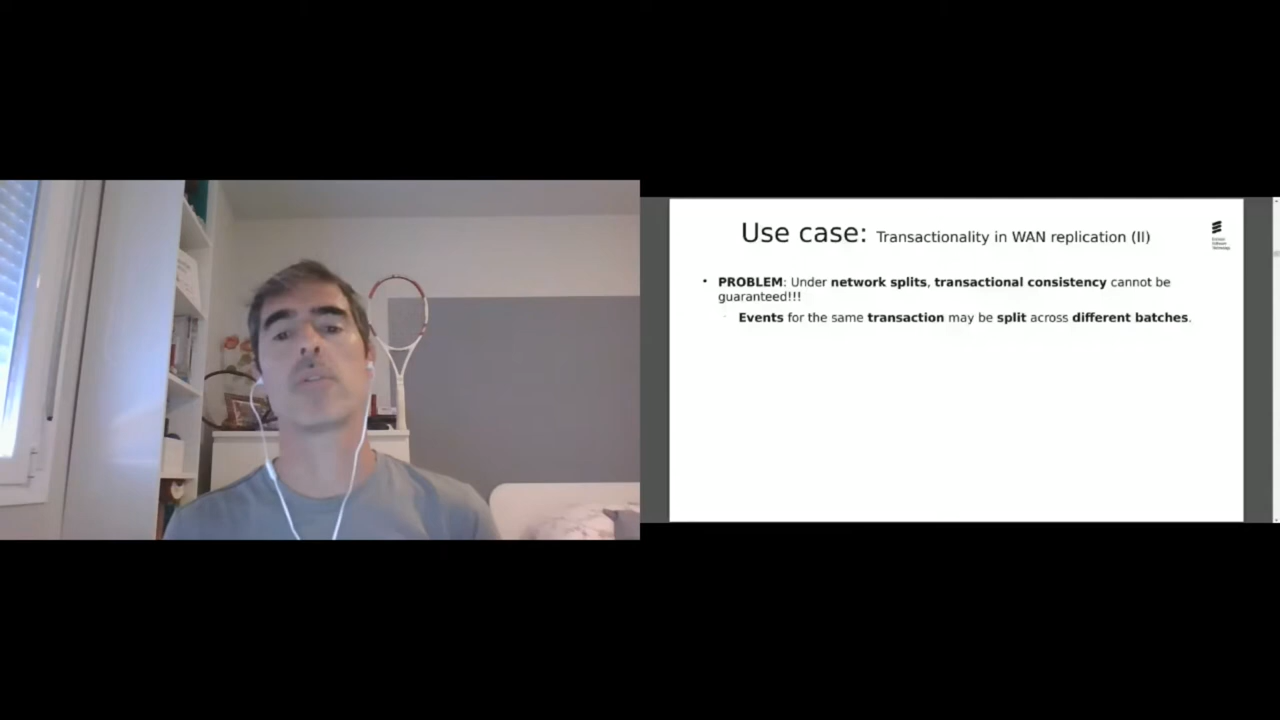 Use case: Transactionality in WAN replication (II)
• PROBLEM: Under network splits, transactional consistency cannot be
guaranteed!!!
Events for the same transaction may be split across different batches.